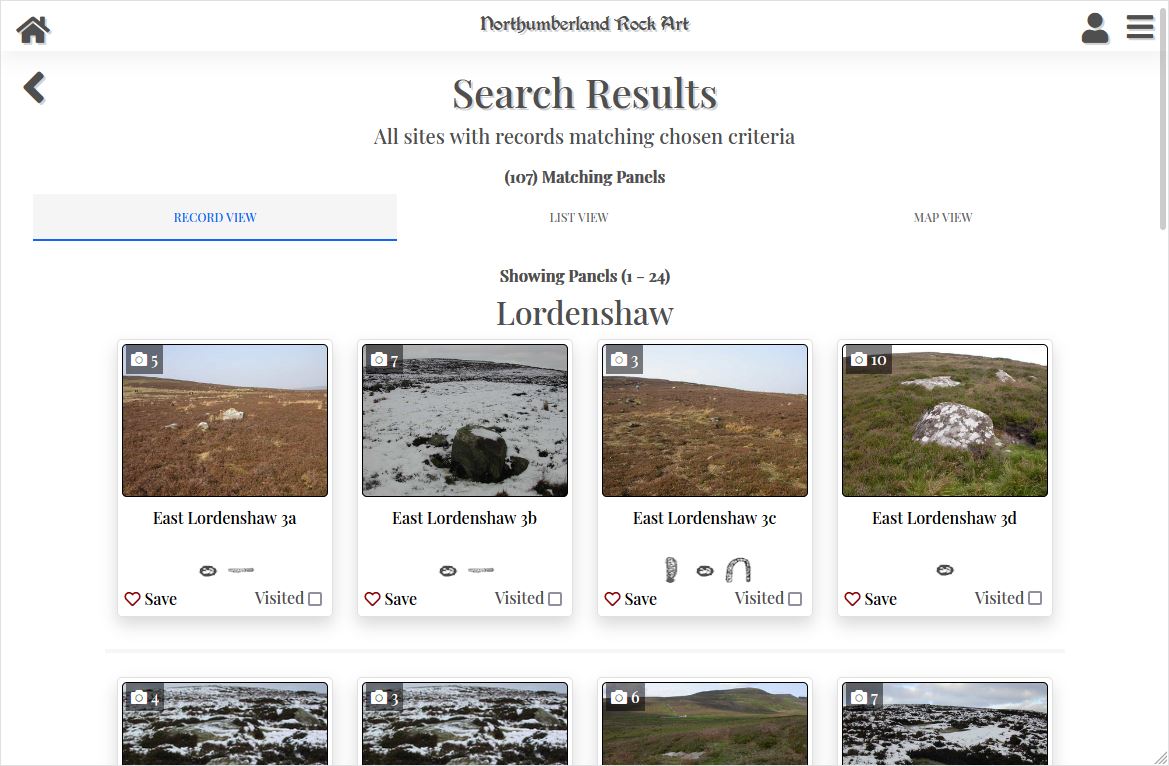 Northumberland Rock Art
Search Results
All sites with records matching chosen criteria
(107) Matching Panels
RECORD VIEW LIST VIEW MAP VIEW
Showing Panels (1 – 24)
Lordenshaw
5 7 3 10
East Lordenshaw 3a East Lordenshaw 3b East Lordenshaw 3c East Lordenshaw 3d
Save Visited Save Visited Save Visited Save Visited
4 3 6 7